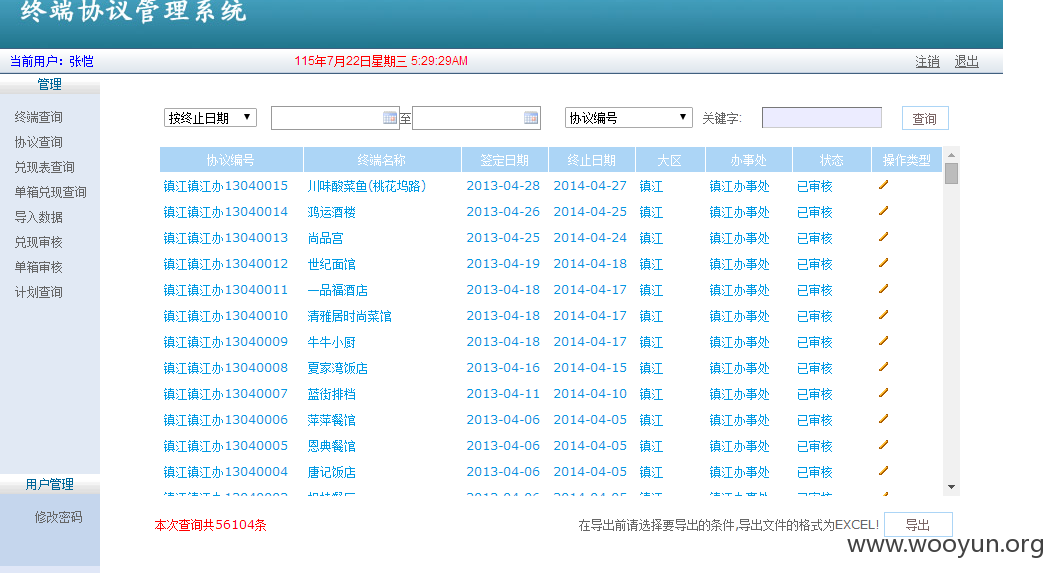 终端协议管理系统
当前用户：张恺 115年7月22日星期三 5:29:29AM 注销 退出
管理
终端查询
协议查询
兑现表查询
单箱兑现查询
导入数据
兑现审核
单箱审核
计划查询
用户管理
修改密码
按终止日期 至 协议编号 关键字: 查询
协议编号 终端名称 签定日期 终止日期 大区 办事处 状态 操作类型
镇江镇江办13040015 川味酸菜鱼(桃花坞路) 2013-04-28 2014-04-27 镇江 镇江办事处 已审核
镇江镇江办13040014 鸿运酒楼 2013-04-26 2014-04-25 镇江 镇江办事处 已审核
镇江镇江办13040013 尚品宫 2013-04-25 2014-04-24 镇江 镇江办事处 已审核
镇江镇江办13040012 世纪面馆 2013-04-19 2014-04-18 镇江 镇江办事处 已审核
镇江镇江办13040011 一品福酒店 2013-04-18 2014-04-17 镇江 镇江办事处 已审核
镇江镇江办13040010 清雅居时尚菜馆 2013-04-18 2014-04-17 镇江 镇江办事处 已审核
镇江镇江办13040009 牛牛小厨 2013-04-18 2014-04-17 镇江 镇江办事处 已审核
镇江镇江办13040008 夏家湾饭店 2013-04-16 2014-04-15 镇江 镇江办事处 已审核
镇江镇江办13040007 蓝街排档 2013-04-11 2014-04-10 镇江 镇江办事处 已审核
镇江镇江办13040006 萍萍餐馆 2013-04-06 2014-04-05 镇江 镇江办事处 已审核
镇江镇江办13040005 恩典餐馆 2013-04-06 2014-04-05 镇江 镇江办事处 已审核
镇江镇江办13040004 唐记饭店 2013-04-06 2014-04-05 镇江 镇江办事处 已审核
本次查询共56104条 在导出前请选择要导出的条件,导出文件的格式为EXCEL! 导出
www.wooyun.org